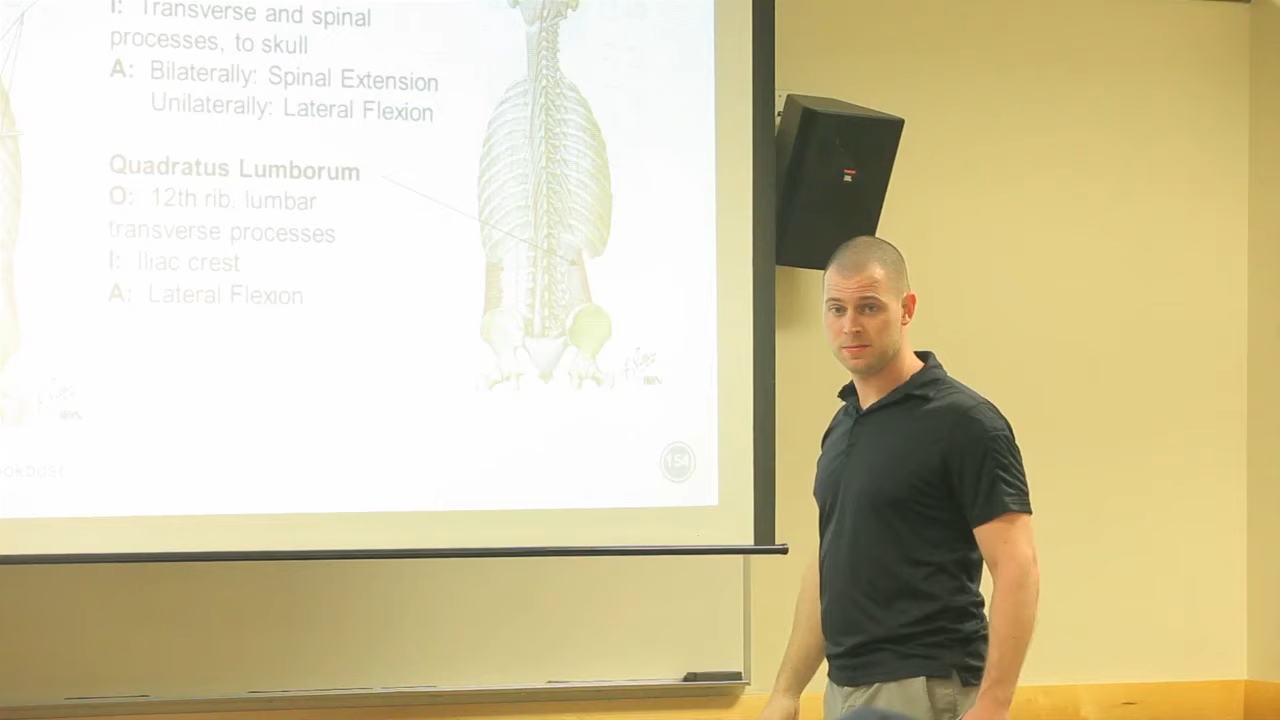 I: Transverse and spinal
processes, to skull
A: Bilaterally: Spinal Extension
Unilaterally: Lateral Flexion
Quadratus Lumborum
O: 12th rib, lumbar
transverse processes
I: Iliac crest
A: Lateral Flexion
154